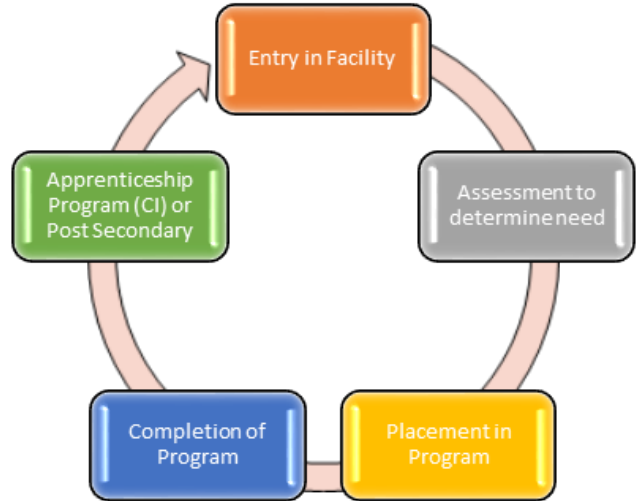 Entry in Facility
Assessment to
determine need
Placement in
Program
Completion of
Program
Apprenticeship
Program (CI) or
Post Secondary